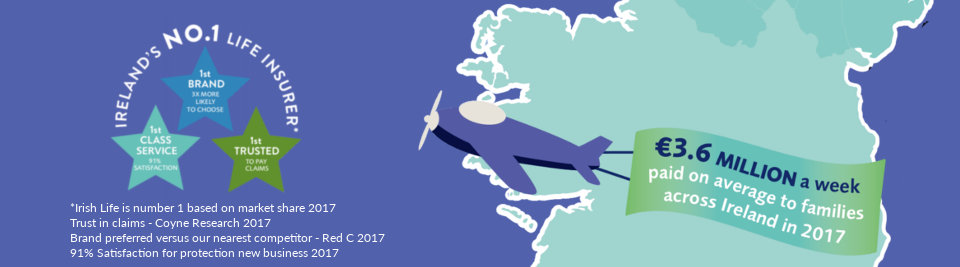 IRELAND'S NO.1 LIFE INSURER*
1st
BRAND
3X MORE
LIKELY
TO CHOOSE
1st
CLASS
SERVICE
91%
SATISFACTION
1st
TRUSTED
TO PAY
CLAIMS
*Irish Life is number 1 based on market share 2017
Trust in claims - Coyne Research 2017
Brand preferred versus our nearest competitor - Red C 2017
91% Satisfaction for protection new business 2017
€3.6 MILLION a week
paid on average to families
across Ireland in 2017